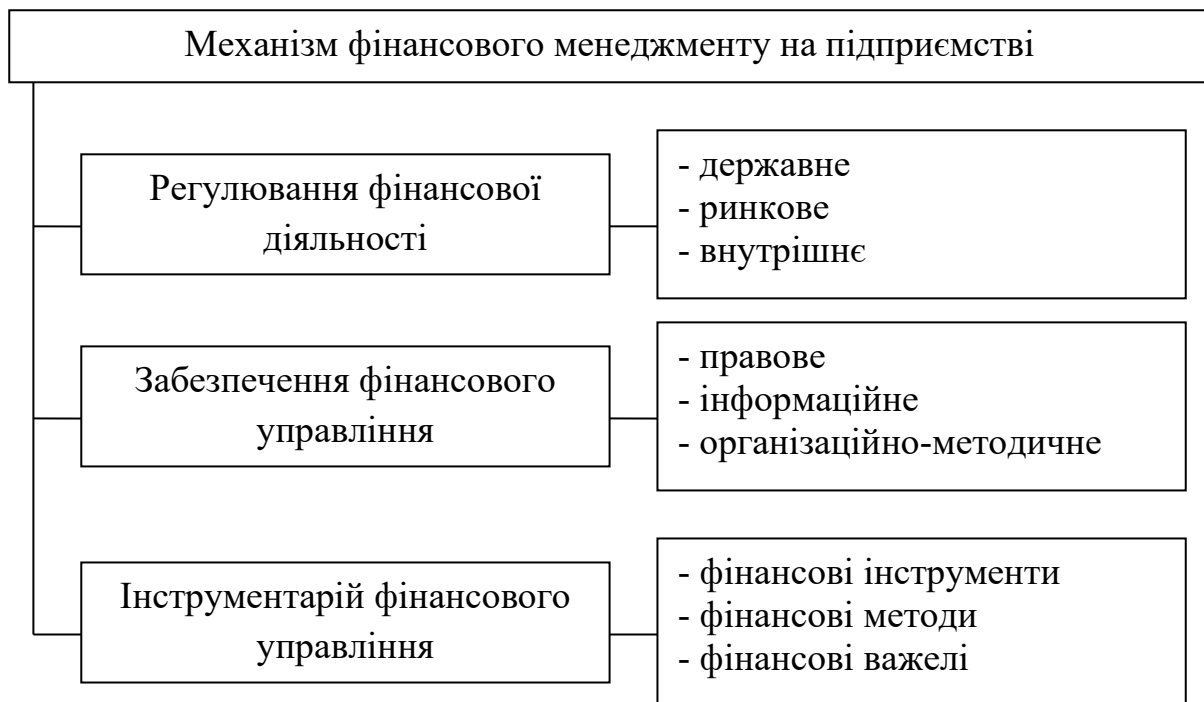 Механізм фінансового менеджменту на підприємстві
Регулювання фінансової
діяльності
- державне
- ринкове
- внутрішнє
Забезпечення фінансового
управління
- правове
- інформаційне
- організаційно-методичне
Інструментарій фінансового
управління
- фінансові інструменти
- фінансові методи
- фінансові важелі